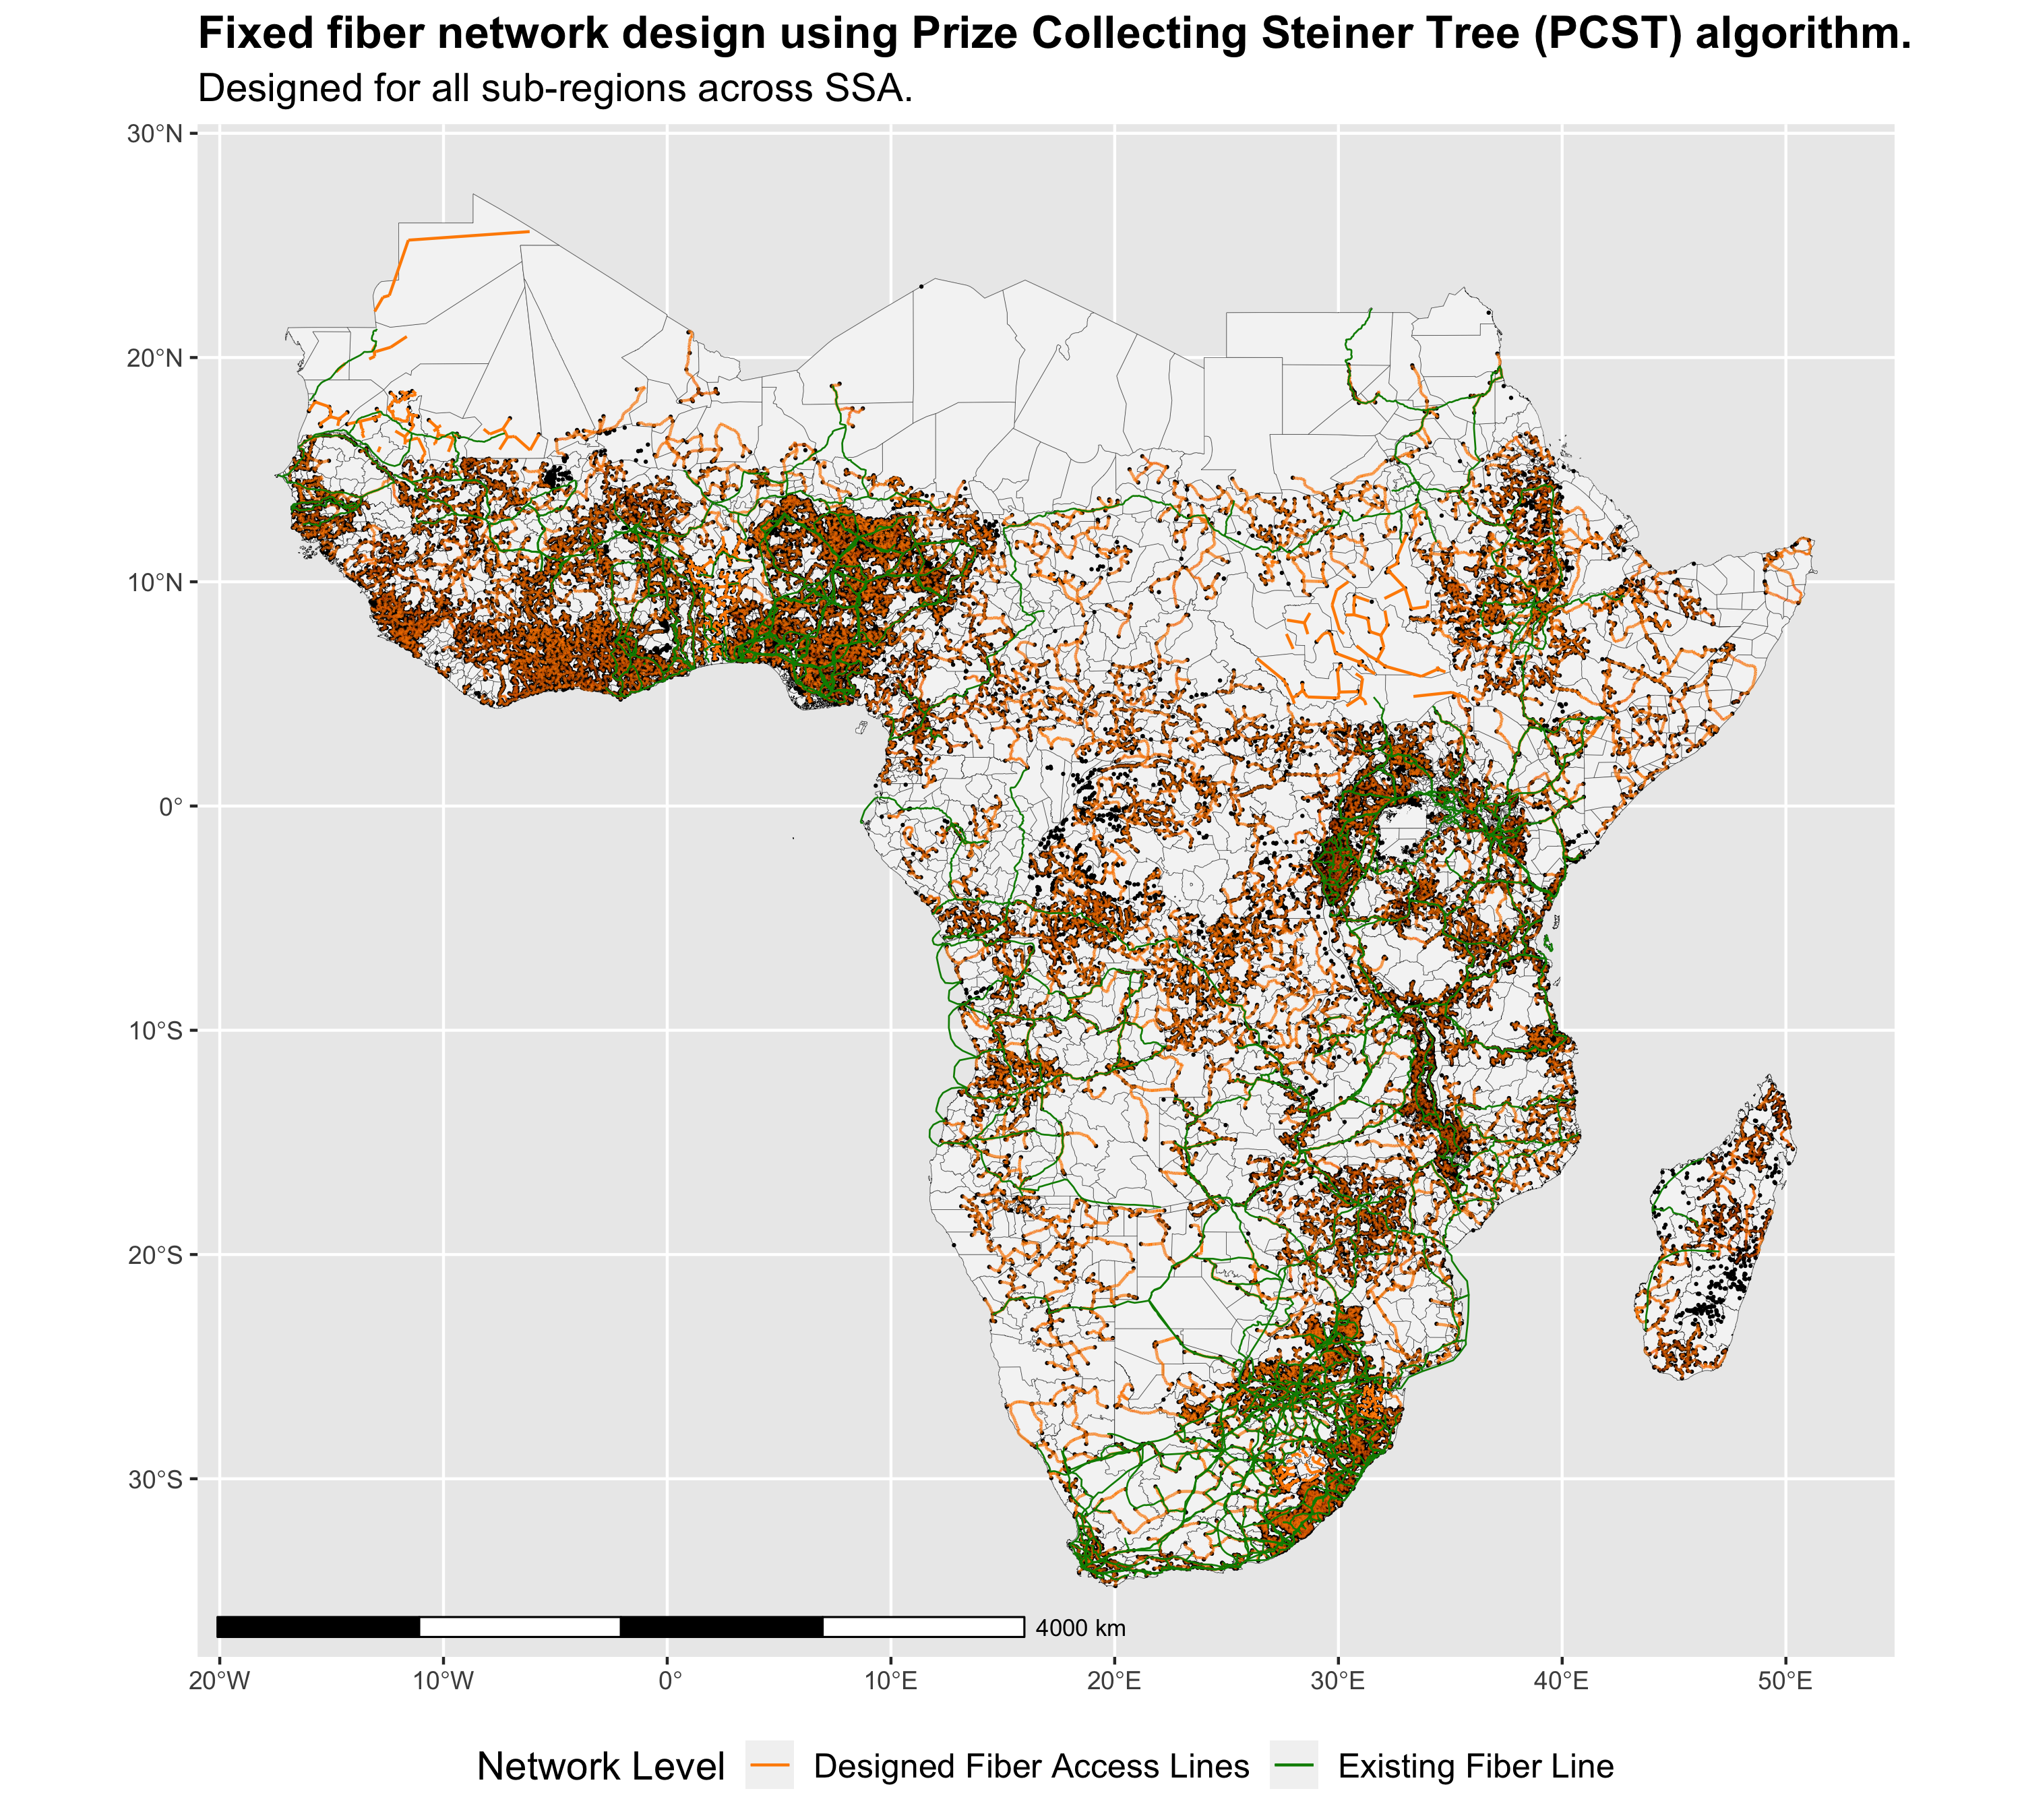 Fixed fiber network design using Prize Collecting Steiner Tree (PCST) algorithm.
Designed for all sub-regions across SSA.
30°N
20°N
10°N
0°
10°S
20°S
30°S
4000 km
20°W 10°W 0° 10°E 20°E 30°E 40°E 50°E
Network Level Designed Fiber Access Lines Existing Fiber Line